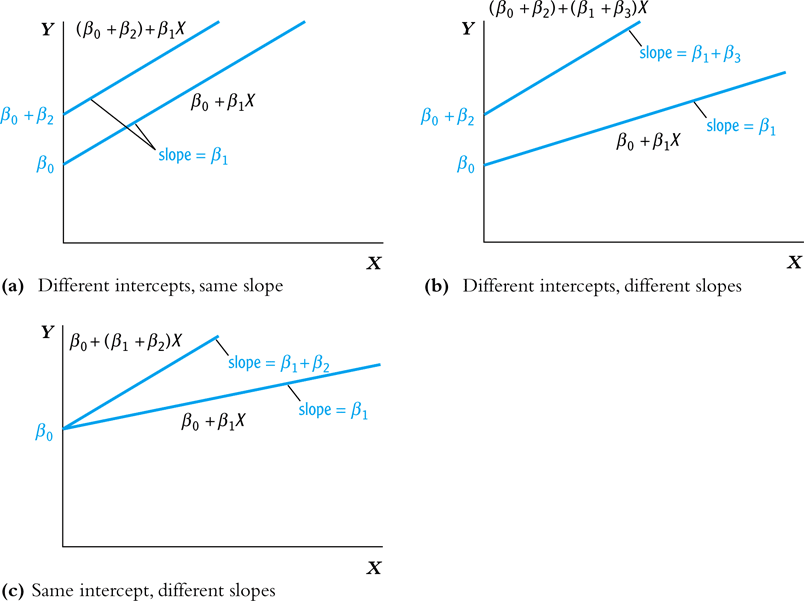 Y
(β₀ + β₂) + β₁X
β₀ + β₂
β₀ + β₁X
slope = β₁
β₀
X
(a) Different intercepts, same slope
(β₀ + β₂) + (β₁ + β₃)X
Y
slope = β₁ + β₃
β₀ + β₂
slope = β₁
β₀ + β₁X
β₀
X
(b) Different intercepts, different slopes
Y
β₀ + (β₁ + β₂)X
slope = β₁ + β₂
slope = β₁
β₀ + β₁X
β₀
X
(c) Same intercept, different slopes